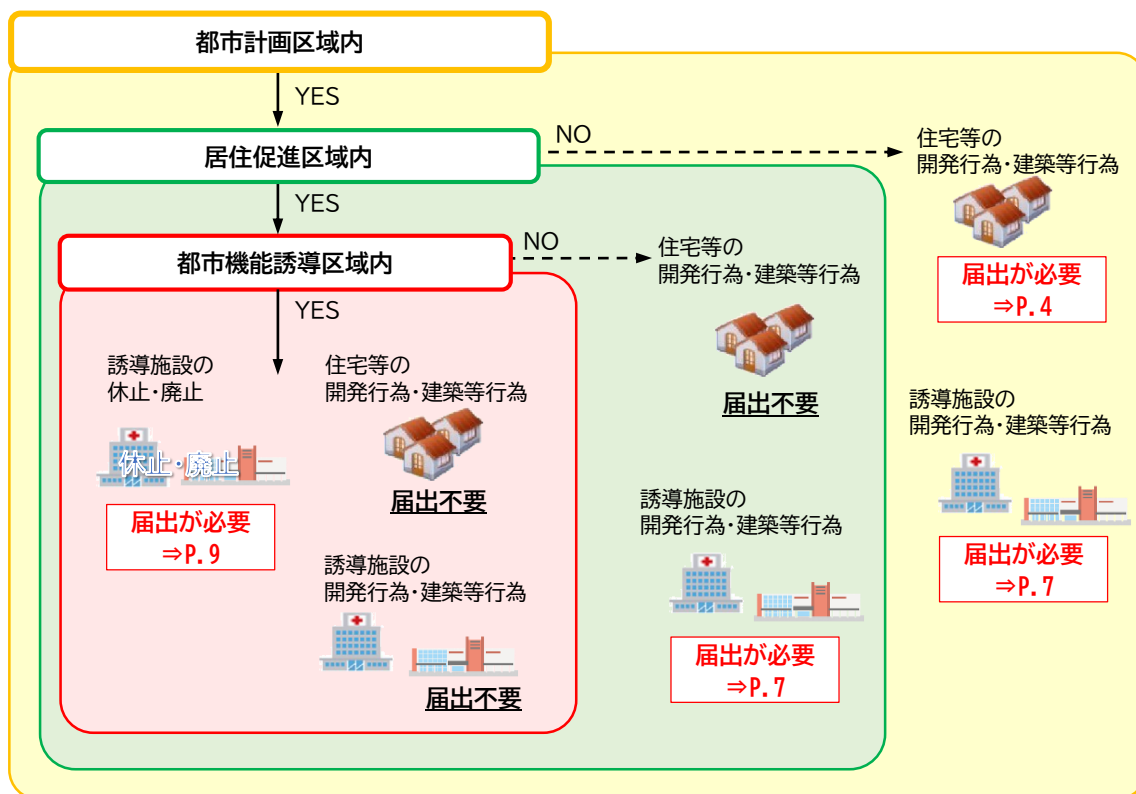 都市計画区域内
YES
居住促進区域内
NO
住宅等の
開発行為・建築等行為
届出が必要
⇒P.4
YES
都市機能誘導区域内
NO
住宅等の
開発行為・建築等行為
届出不要
YES
誘導施設の
休止・廃止
休止・廃止
届出が必要
⇒P.9
住宅等の
開発行為・建築等行為
届出不要
誘導施設の
開発行為・建築等行為
届出不要
誘導施設の
開発行為・建築等行為
届出が必要
⇒P.7
誘導施設の
開発行為・建築等行為
届出が必要
⇒P.7